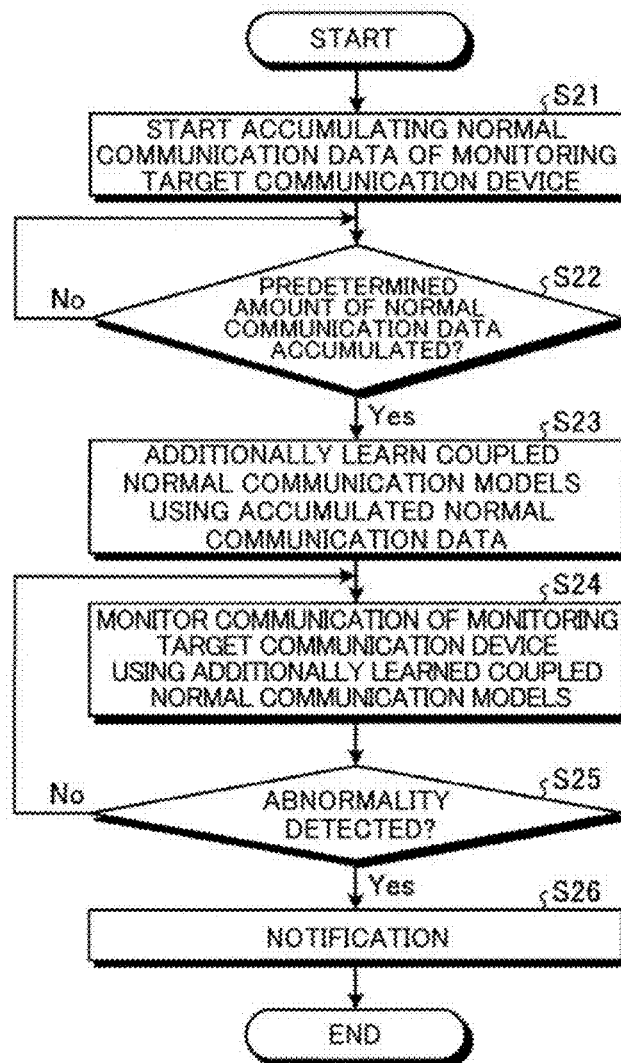 START
S21
START ACCUMULATING NORMAL
COMMUNICATION DATA OF MONITORING
TARGET COMMUNICATION DEVICE
S22
PREDETERMINED
AMOUNT OF NORMAL
COMMUNICATION DATA
ACCUMULATED?
No
Yes
S23
ADDITIONALLY LEARN COUPLED
NORMAL COMMUNICATION MODELS
USING ACCUMULATED NORMAL
COMMUNICATION DATA
S24
MONITOR COMMUNICATION OF MONITORING
TARGET COMMUNICATION DEVICE
USING ADDITIONALLY LEARNED COUPLED
NORMAL COMMUNICATION MODELS
S25
ABNORMALITY
DETECTED?
No
Yes
S26
NOTIFICATION
END